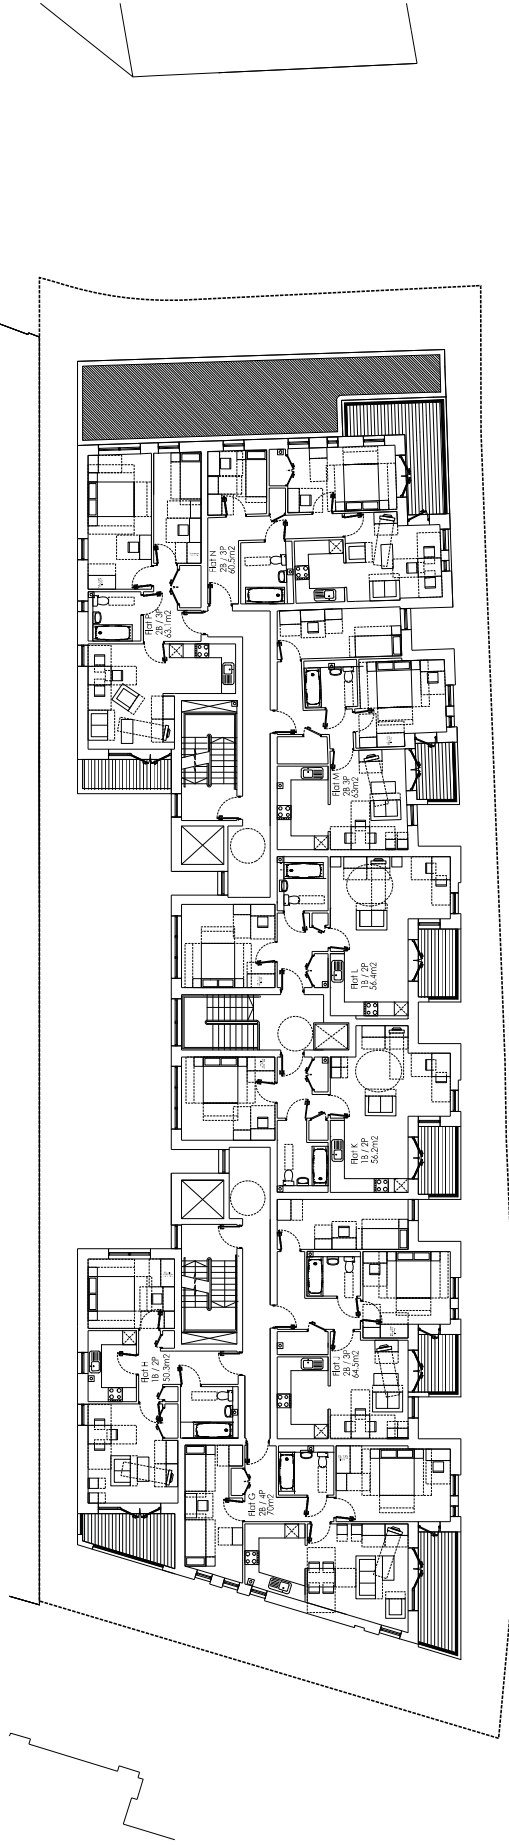 Flat P
2B / 3P
63.1m2
Flat N
2B / 3P
60.5m2
Flat M
2B 3P
63m2
Flat L
1B / 2P
56.4m2
Flat K
1B / 2P
56.2m2
Flat J
2B / 3P
64.5m2
Flat H
1B / 2P
50.3m2
Flat G
2B / 4P
70m2